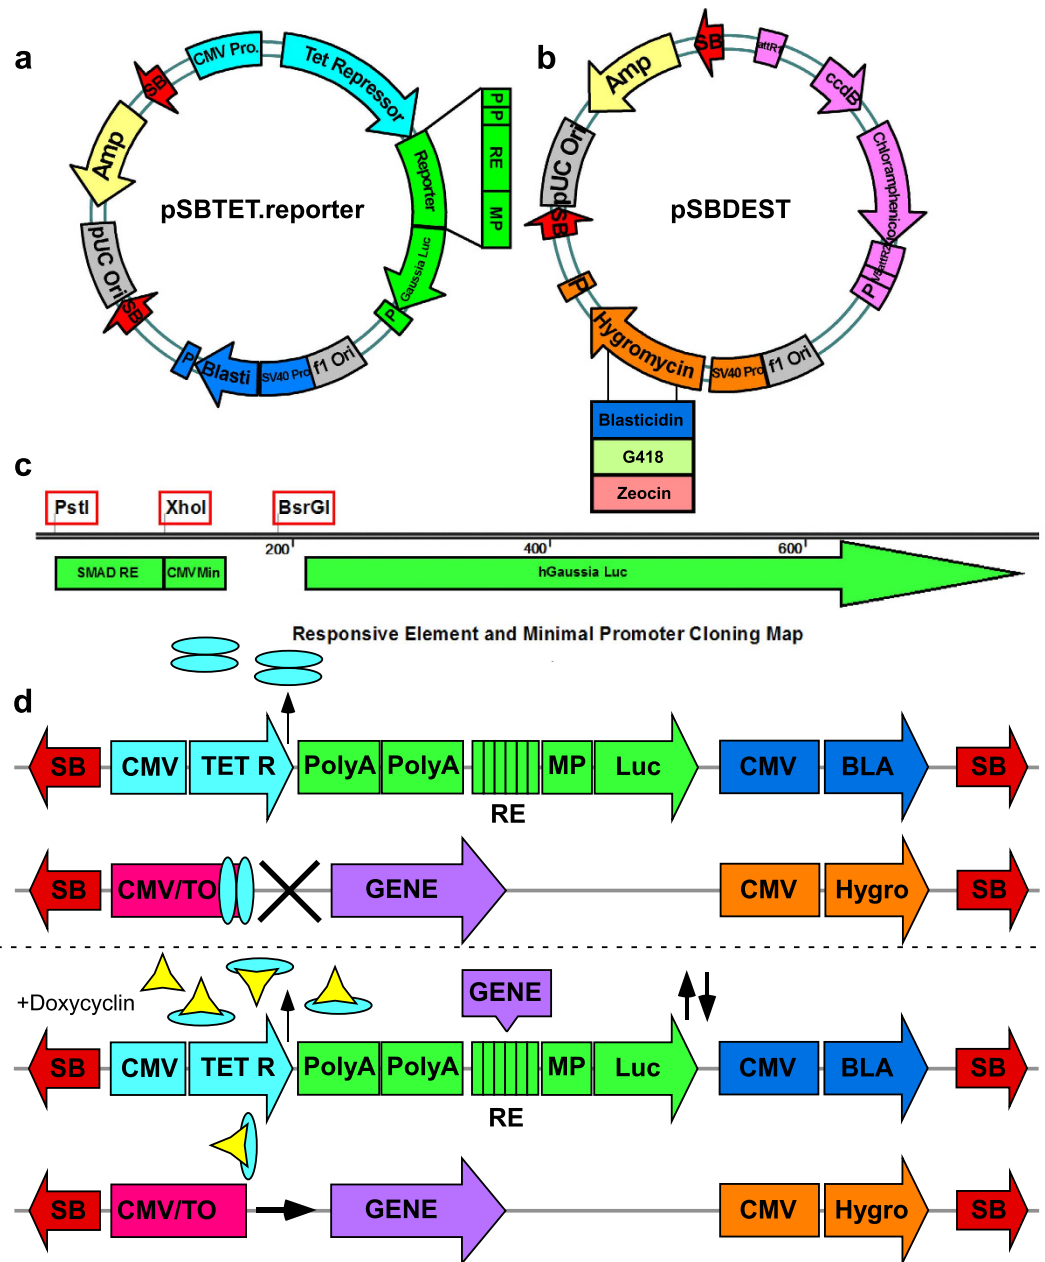 a
CMV Pro.
Tet Repressor
SB
Amp
pUC Ori
SB
P
Blasti
SV40 Pro
f1 Ori
P
Gaussia Luc
Reporter
P
P
RE
MP
pSBTET.reporter
b
SB
attR1
ccdB
Chloramphenicol
attR2
V5
P
f1 Ori
SV40 Pro
Hygromycin
P
SB
pUC Ori
Amp
pSBDEST
Blasticidin
G418
Zeocin
c
PstI
XhoI
BsrGI
200
400
600
SMAD RE
CMVMin
hGaussia Luc
Responsive Element and Minimal Promoter Cloning Map
d
SB CMV TET R PolyA PolyA MP Luc CMV BLA SB
RE
SB CMV/TO GENE CMV Hygro SB
+Doxycyclin
GENE
SB CMV TET R PolyA PolyA MP Luc CMV BLA SB
RE
SB CMV/TO GENE CMV Hygro SB